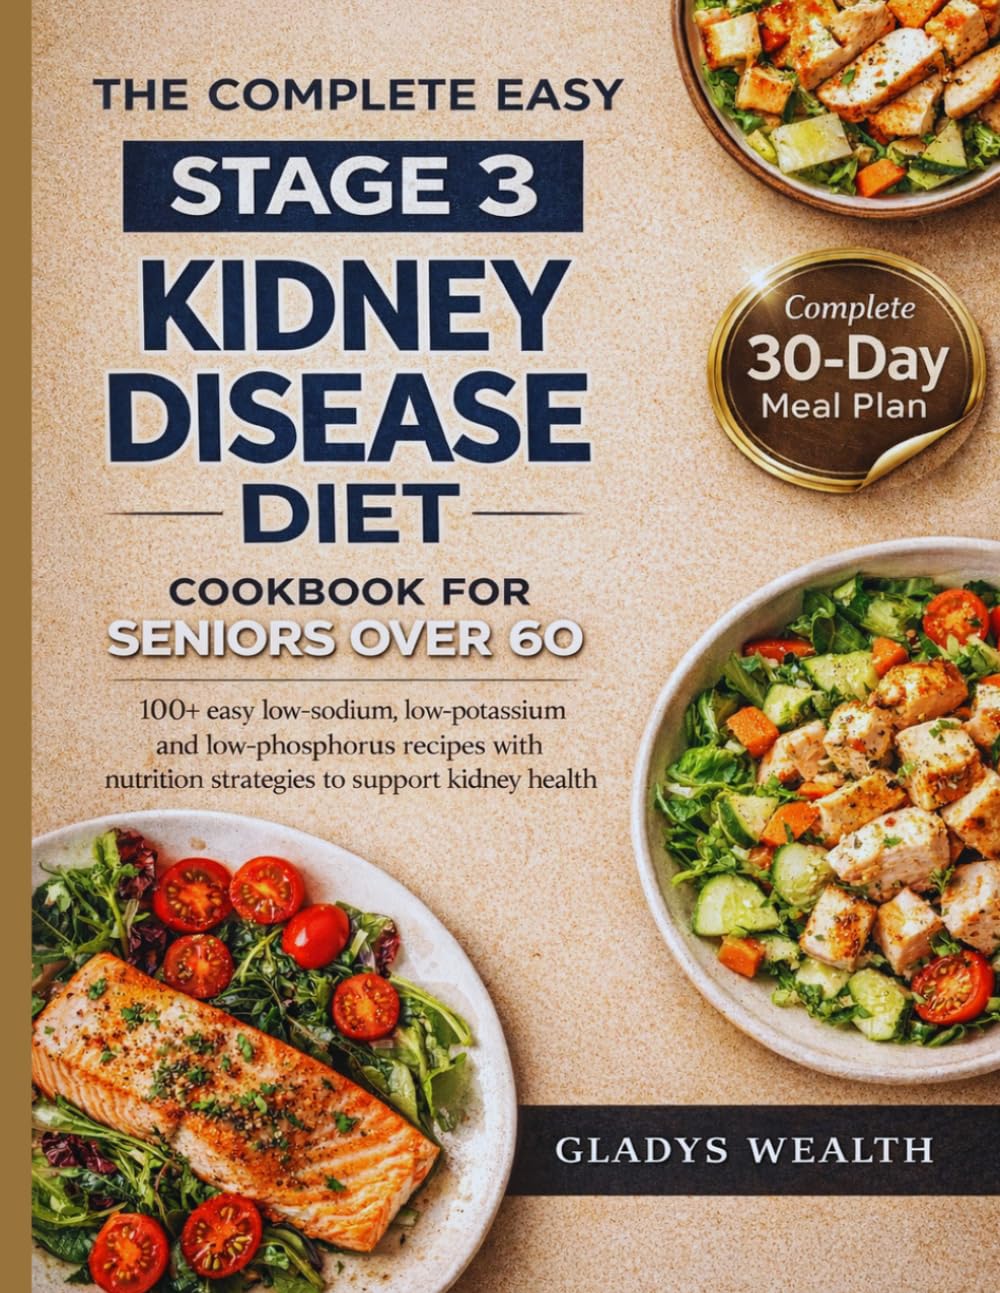 THE COMPLETE EASY
STAGE 3
KIDNEY
DISEASE
DIET
COOKBOOK FOR
SENIORS OVER 60
100+ easy low-sodium, low-potassium
and low-phosphorus recipes with
nutrition strategies to support kidney health
Complete
30-Day
Meal Plan
GLADYS WEALTH